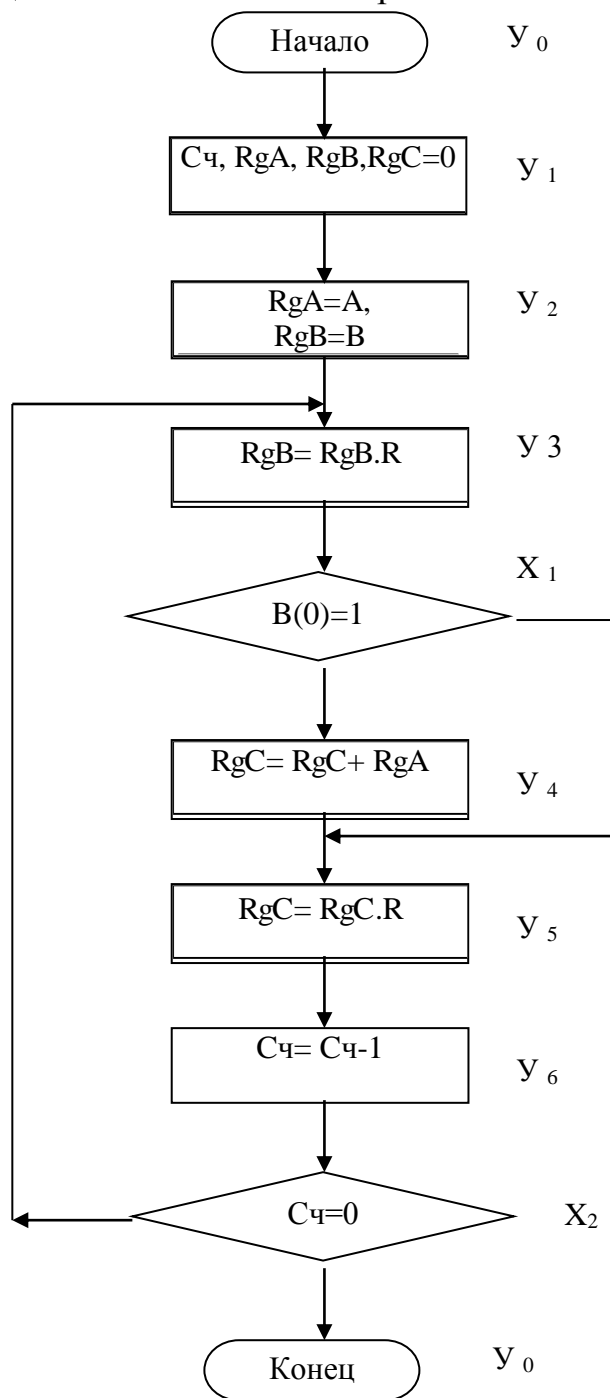 Начало У 0
Сч, RgA, RgB,RgC=0 У 1
RgA=A, У 2
RgB=B
RgB= RgB.R У 3
X 1
B(0)=1
RgC= RgC+ RgA У 4
RgC= RgC.R У 5
Сч= Сч-1 У 6
Сч=0 X2
Конец У 0